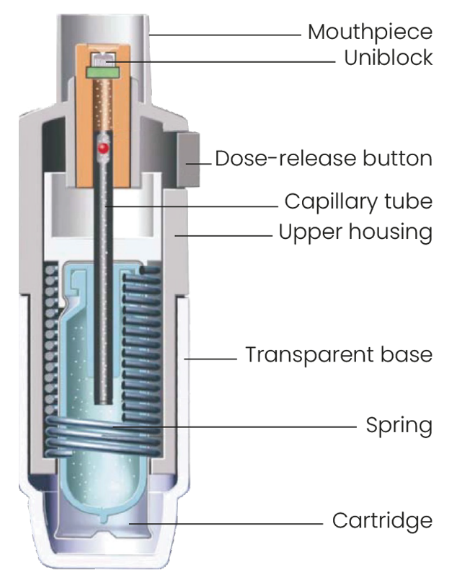 Mouthpiece
Uniblock
Dose-release button
Capillary tube
Upper housing
Transparent base
Spring
Cartridge